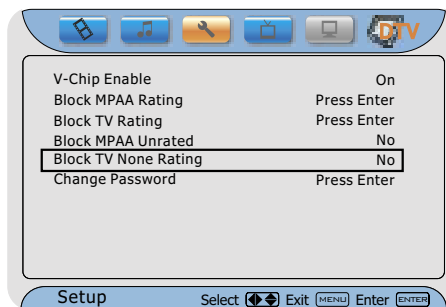 DTV
V-Chip Enable On
Block MPAA Rating Press Enter
Block TV Rating Press Enter
Block MPAA Unrated No
Block TV None Rating No
Change Password Press Enter
Setup Select Exit MENU Enter ENTER